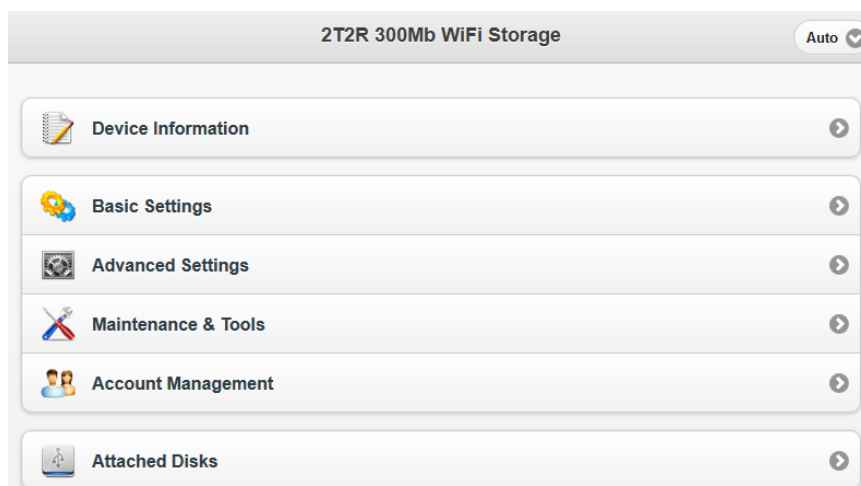 2T2R 300Mb WiFi Storage
Auto
Device Information
Basic Settings
Advanced Settings
Maintenance & Tools
Account Management
Attached Disks